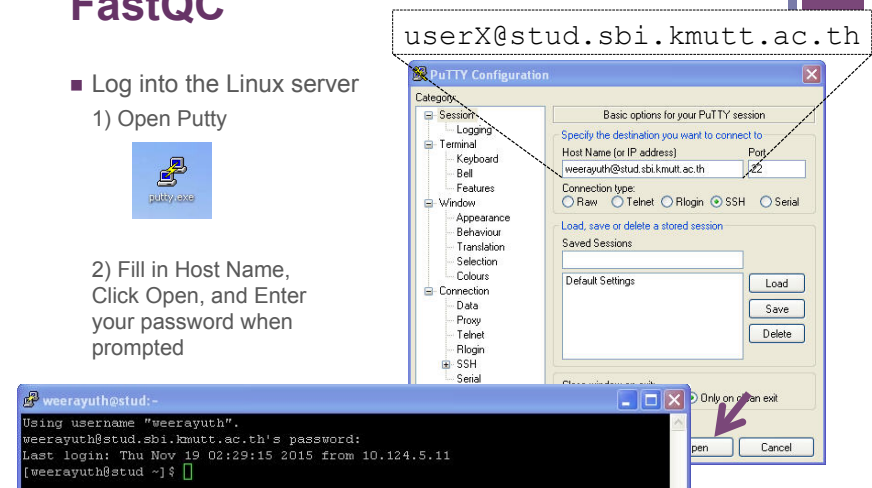 FastQC
userX@stud.sbi.kmutt.ac.th
Log into the Linux server
1) Open Putty
putty.exe
2) Fill in Host Name,
Click Open, and Enter
your password when
prompted
PuTTY Configuration
Category:
Session
Logging
Terminal
Keyboard
Bell
Features
Window
Appearance
Behaviour
Translation
Selection
Colours
Connection
Data
Proxy
Telnet
Rlogin
SSH
Serial
Basic options for your PuTTY session
Specify the destination you want to connect to
Host Name (or IP address) Port
weerayuth@stud.sbi.kmutt.ac.th 22
Connection type:
Raw Telnet Rlogin SSH Serial
Load, save or delete a stored session
Saved Sessions
Default Settings
Load
Save
Delete
Only on clean exit
pen
Cancel
weerayuth@stud:~
Using username "weerayuth".
weerayuth@stud.sbi.kmutt.ac.th's password:
Last login: Thu Nov 19 02:29:15 2015 from 10.124.5.11
[weerayuth@stud ~]$